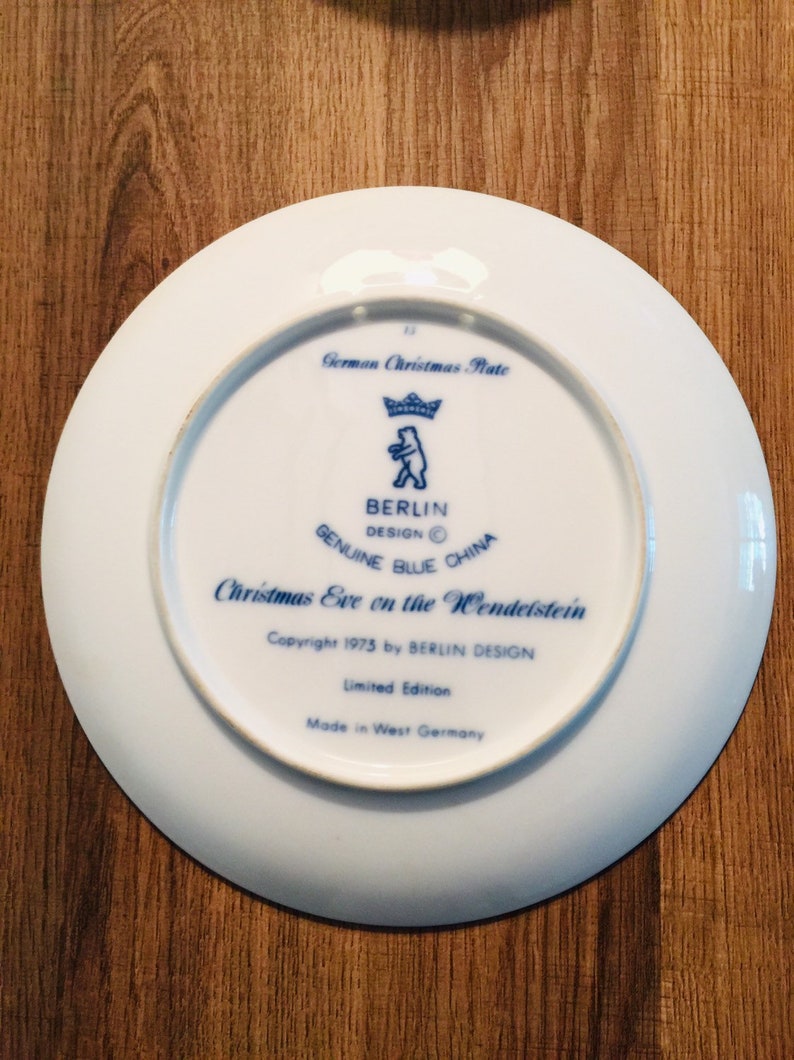 German Christmas Plate
BERLIN
DESIGN ©
GENUINE BLUE CHINA
Christmas Eve on the Wendelstein
Copyright 1973 by BERLIN DESIGN
Limited Edition
Made in West Germany